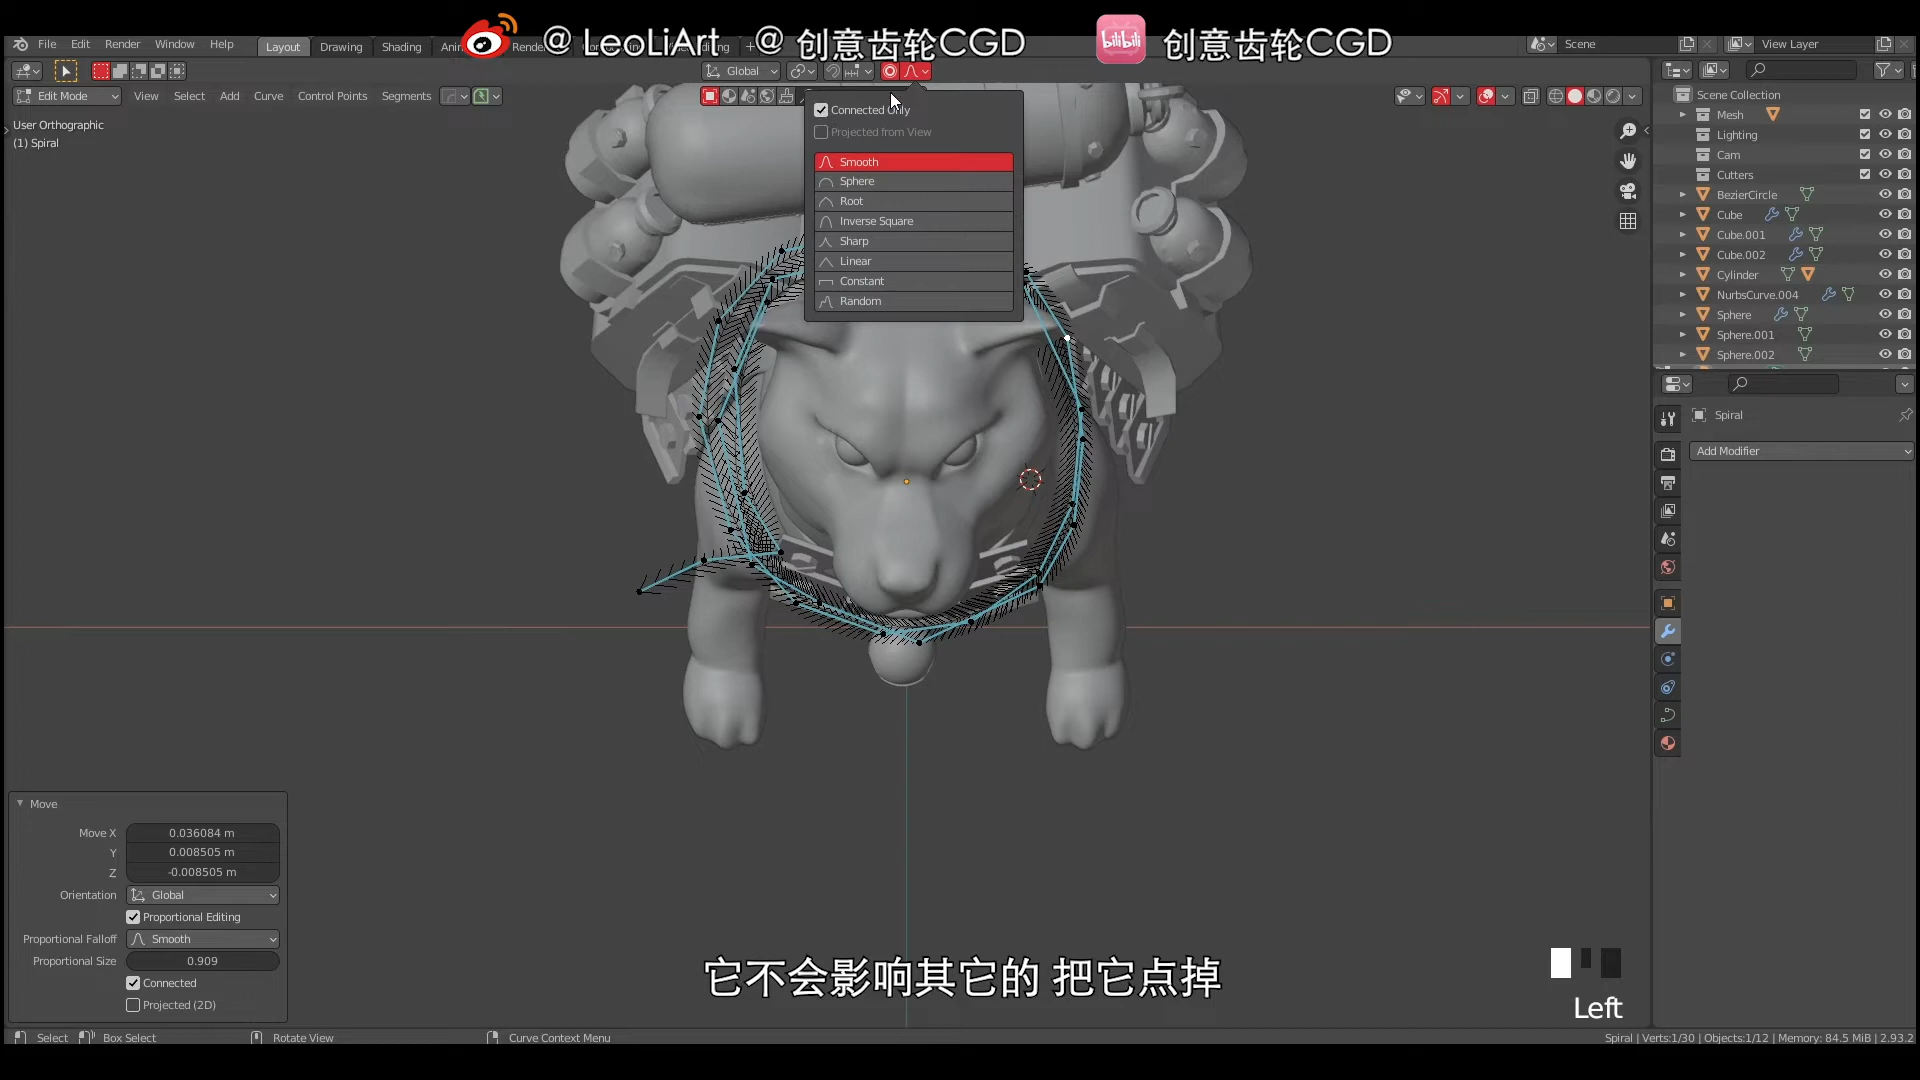 @ LeoLiArt @ 创意齿轮CGD
bilibili 创意齿轮CGD
File Edit Render Window Help Layout Drawing Shading
Scene View Layer
Global
Edit Mode View Select Add Curve Control Points Segments
User Orthographic
(1) Spiral
Connected Only
Projected from View
Smooth
Sphere
Root
Inverse Square
Sharp
Linear
Constant
Random
Scene Collection
Mesh
Lighting
Cam
Cutters
BezierCircle
Cube
Cube.001
Cube.002
Cylinder
NurbsCurve.004
Sphere
Sphere.001
Sphere.002
Spiral
Add Modifier
Move
Move X 0.036084 m
Y 0.008505 m
Z -0.008505 m
Orientation Global
Proportional Editing
Proportional Falloff Smooth
Proportional Size 0.909
Connected
Projected (2D)
它不会影响其它的 把它点掉
Left
Select Box Select Rotate View Curve Context Menu
Spiral | Verts:1/30 | Objects:1/12 | Memory: 84.5 MiB | 2.93.2